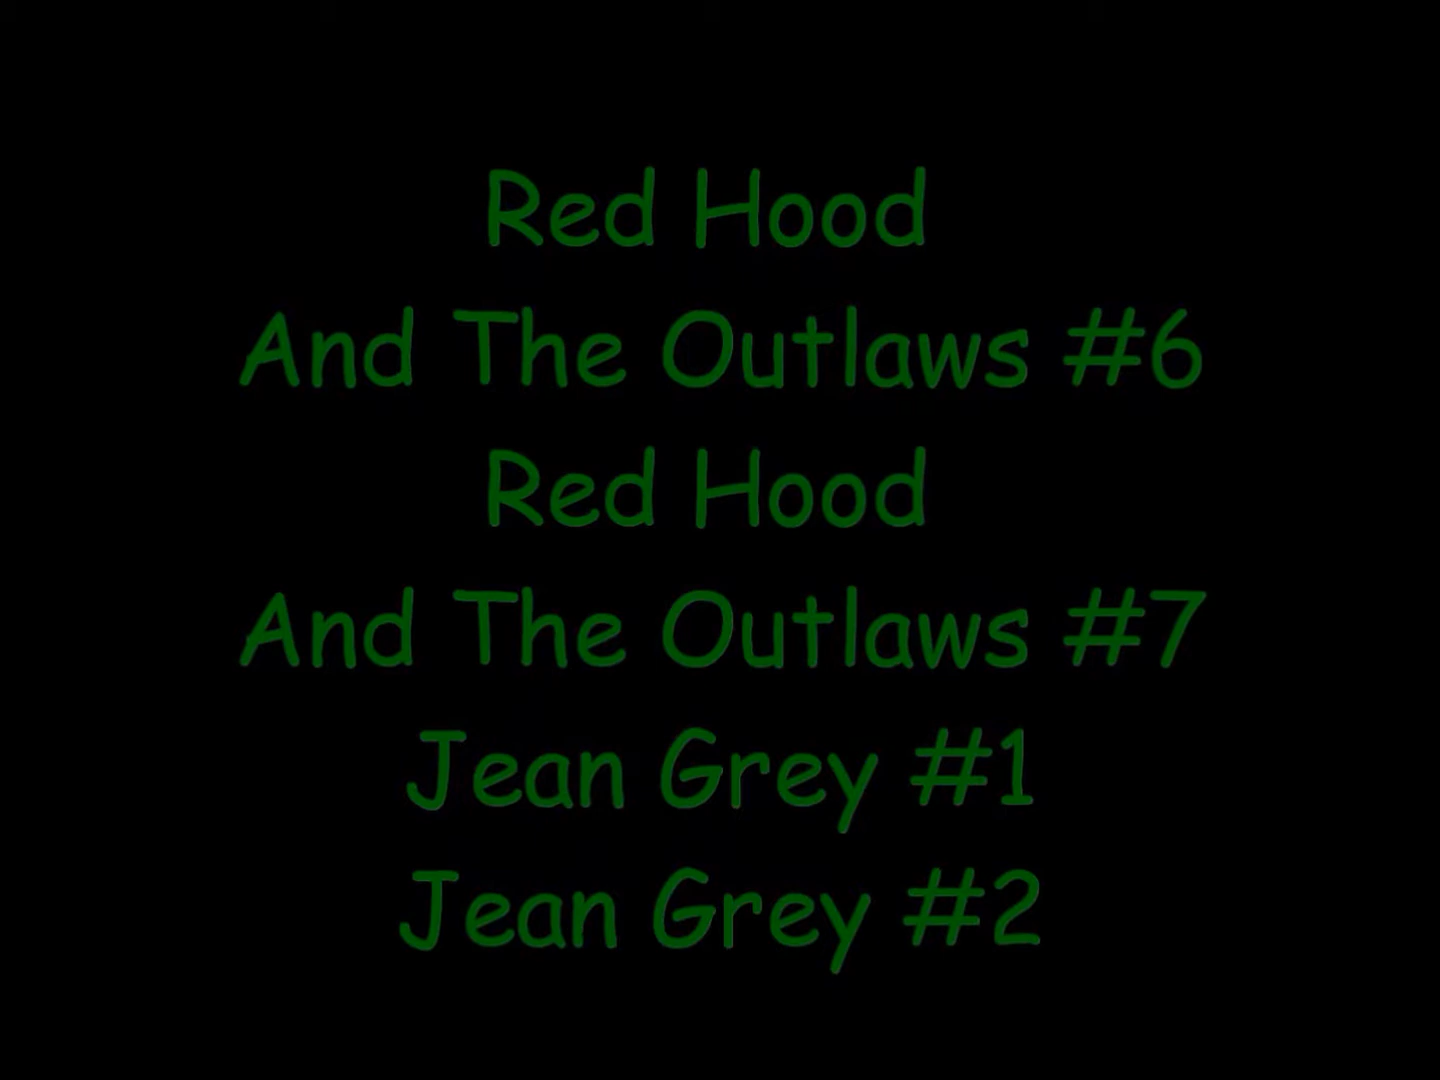 Red Hood
And The Outlaws #6
Red Hood
And The Outlaws #7
Jean Grey #1
Jean Grey #2